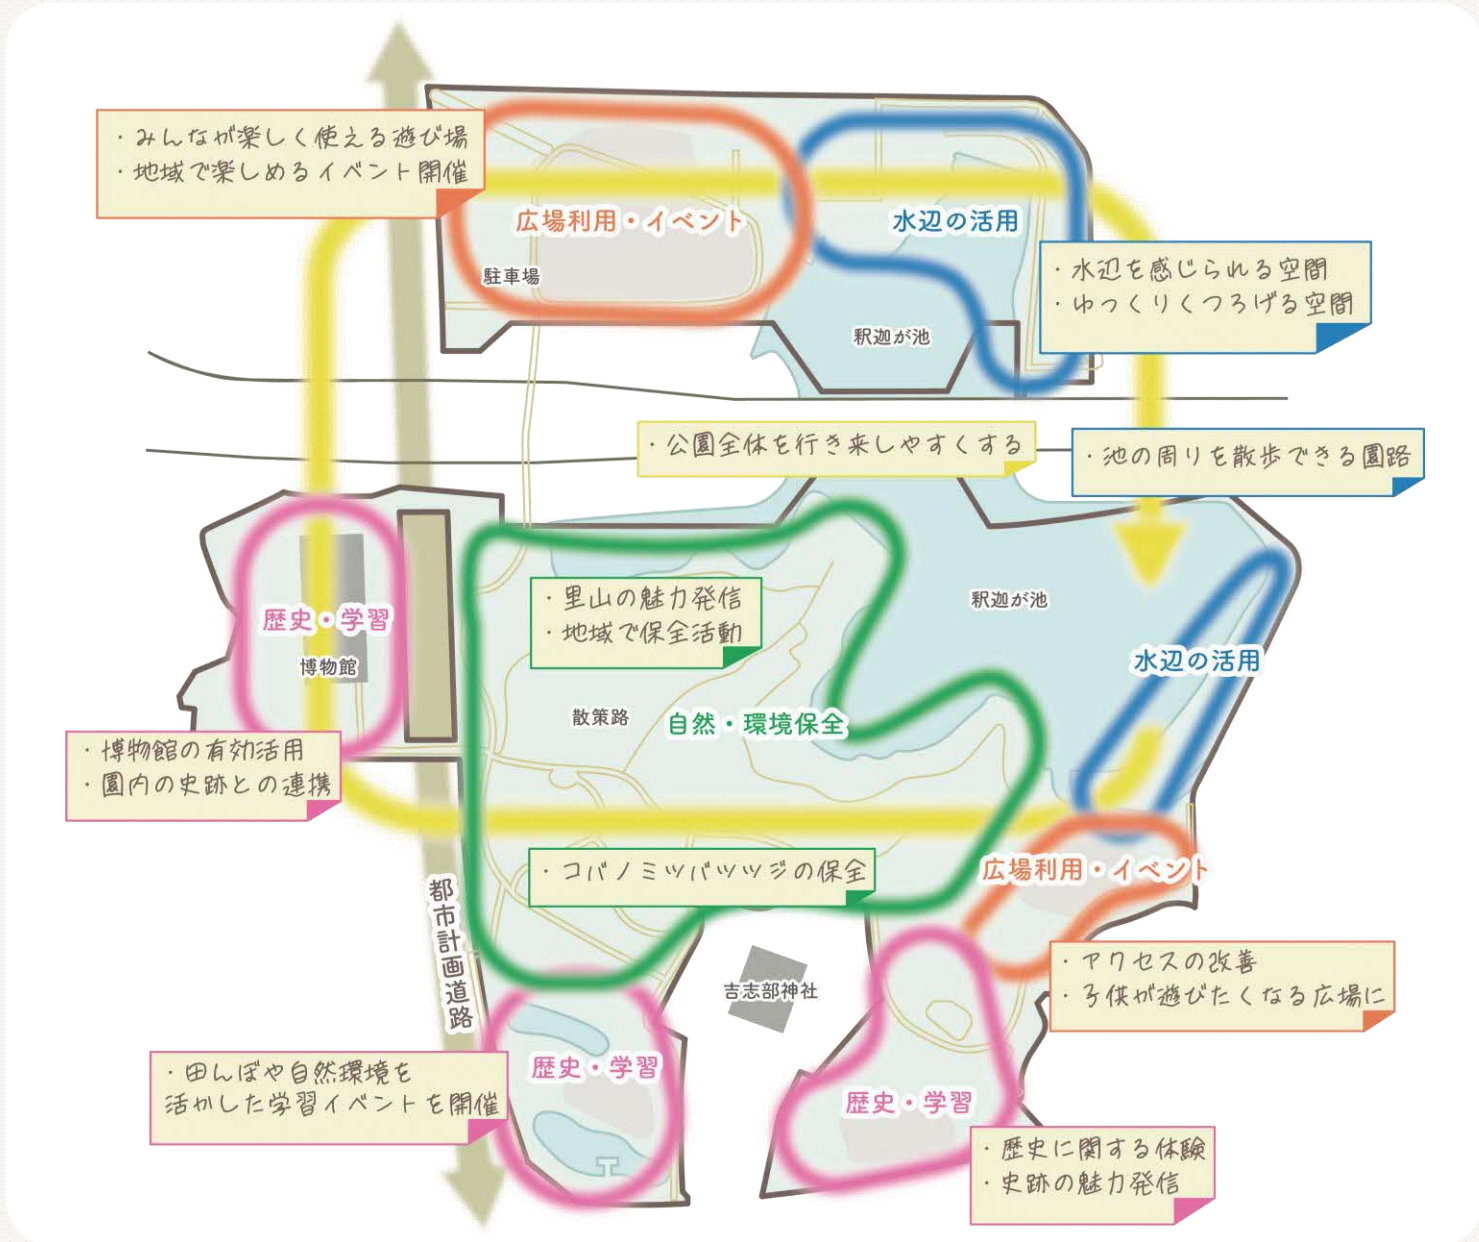 ・みんなが楽しく使える遊び場
・地域で楽しめるイベント開催
広場利用・イベント
駐車場
水辺の活用
・水辺を感じられる空間
・ゆっくりくつろげる空間
釈迦が池
・公園全体を行き来しやすくする
・池の周りを散歩できる園路
歴史・学習
博物館
・里山の魅力発信
・地域で保全活動
釈迦が池
水辺の活用
散策路
自然・環境保全
・博物館の有効活用
・園内の史跡との連携
・コバノミツバツツジの保全
広場利用・イベント
都市計画道路
・アクセスの改善
・子供が遊びたくなる広場に
吉志部神社
・田んぼや自然環境を
活かした学習イベントを開催
歴史・学習
歴史・学習
・歴史に関する体験
・史跡の魅力発信